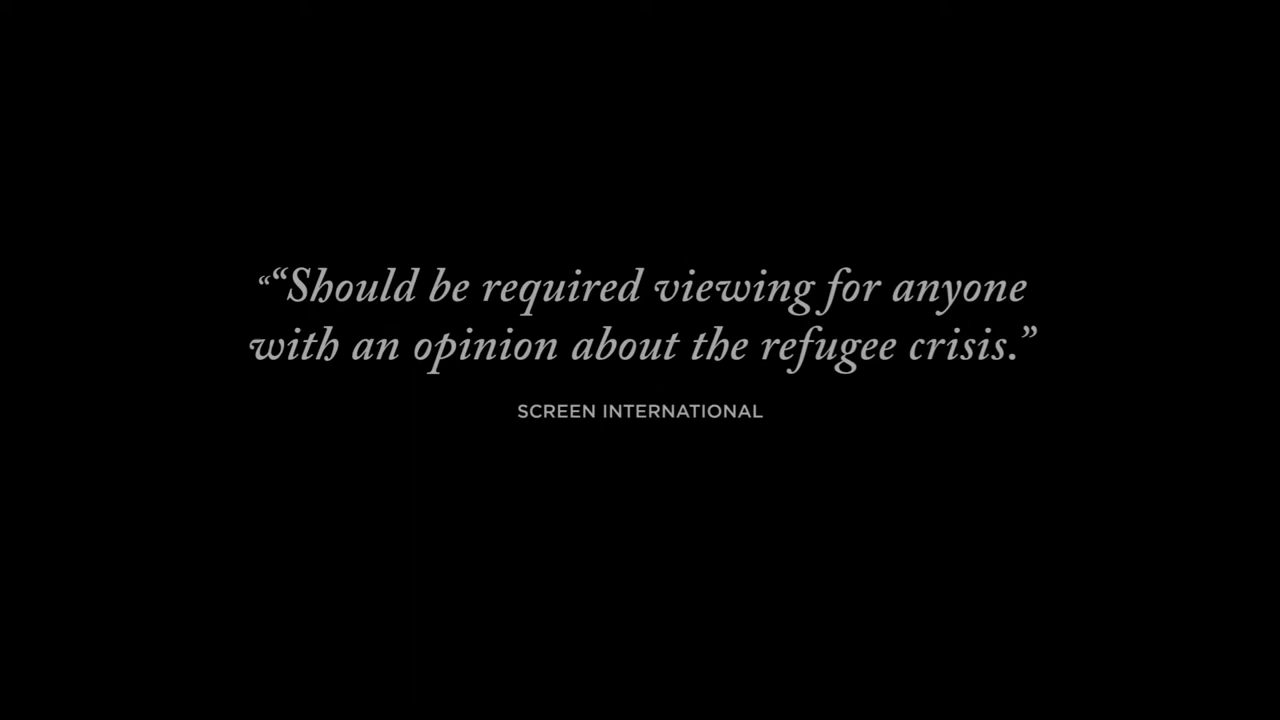 ““Should be required viewing for anyone
with an opinion about the refugee crisis.”
SCREEN INTERNATIONAL